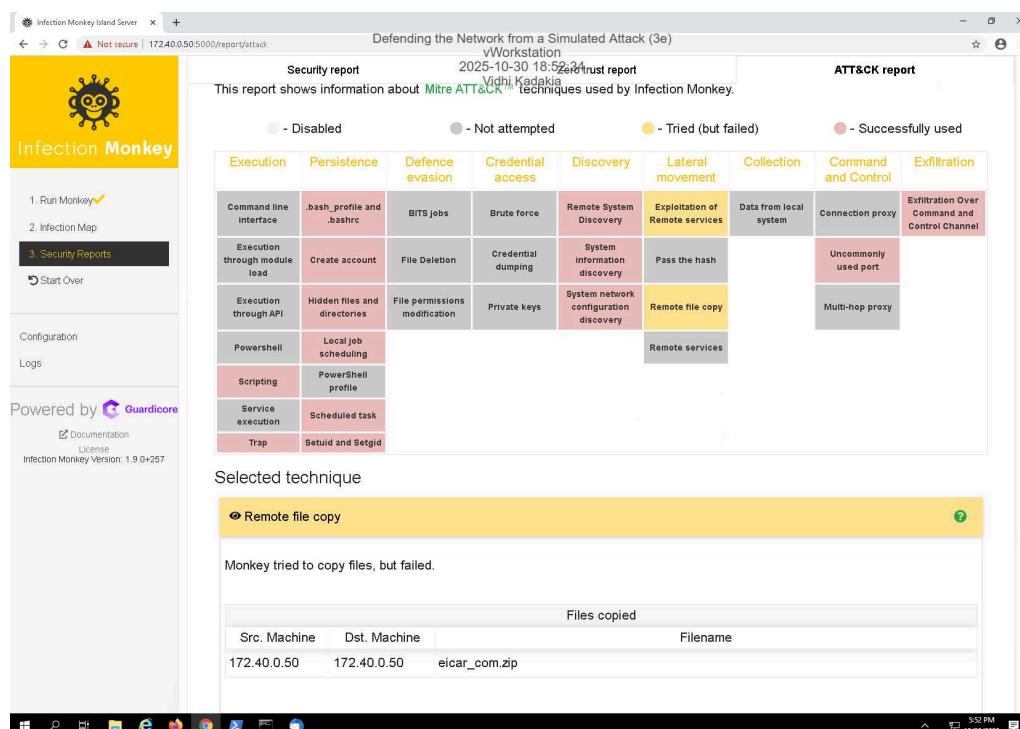 Infection Monkey Island Server × +
Not secure | 172.40.0.50:5000/report/attack
Defending the Network from a Simulated Attack (3e)
vWorkstation
2025-10-30 18:52:34
Vidhi Kadakia
Security report
Zero trust report
ATT&CK report
This report shows information about Mitre ATT&CK™ techniques used by Infection Monkey.
- Disabled
- Not attempted
- Tried (but failed)
- Successfully used
Infection Monkey
1. Run Monkey
2. Infection Map
3. Security Reports
Start Over
Configuration
Logs
Powered by Guardicore
Documentation
License
Infection Monkey Version: 1.9.0+257
Execution
Command line
interface
Execution
through module
load
Execution
through API
Powershell
Scripting
Service
execution
Trap
Persistence
.bash_profile and
.bashrc
Create account
Hidden files and
directories
Local job
scheduling
PowerShell
profile
Scheduled task
Setuid and Setgid
Defence
evasion
BITS jobs
File Deletion
File permissions
modification
Credential
access
Brute force
Credential
dumping
Private keys
Discovery
Remote System
Discovery
System
information
discovery
System network
configuration
discovery
Lateral
movement
Exploitation of
Remote services
Pass the hash
Remote file copy
Remote services
Collection
Data from local
system
Command
and Control
Connection proxy
Uncommonly
used port
Multi-hop proxy
Exfiltration
Exfiltration Over
Command and
Control Channel
Selected technique
Remote file copy
Monkey tried to copy files, but failed.
Files copied
Src. Machine Dst. Machine Filename
172.40.0.50 172.40.0.50 eicar_com.zip
5:52 PM